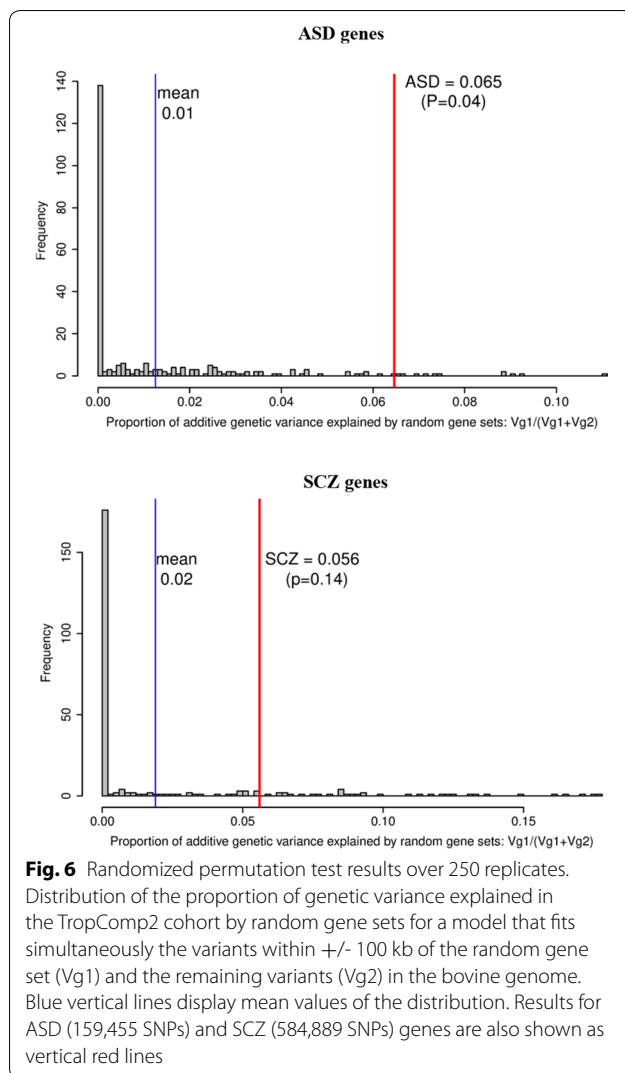 ASD genes
mean
0.01
ASD = 0.065
(P=0.04)
Frequency
0
20
40
60
80
100
120
140
0.00 0.02 0.04 0.06 0.08 0.10
Proportion of additive genetic variance explained by random gene sets: Vg1/(Vg1+Vg2)
SCZ genes
mean
0.02
SCZ = 0.056
(p=0.14)
Frequency
0
50
100
150
0.00 0.05 0.10 0.15
Proportion of additive genetic variance explained by random gene sets: Vg1/(Vg1+Vg2)
Fig. 6 Randomized permutation test results over 250 replicates.
Distribution of the proportion of genetic variance explained in
the TropComp2 cohort by random gene sets for a model that fits
simultaneously the variants within +/- 100 kb of the random gene
set (Vg1) and the remaining variants (Vg2) in the bovine genome.
Blue vertical lines display mean values of the distribution. Results for
ASD (159,455 SNPs) and SCZ (584,889 SNPs) genes are also shown as
vertical red lines